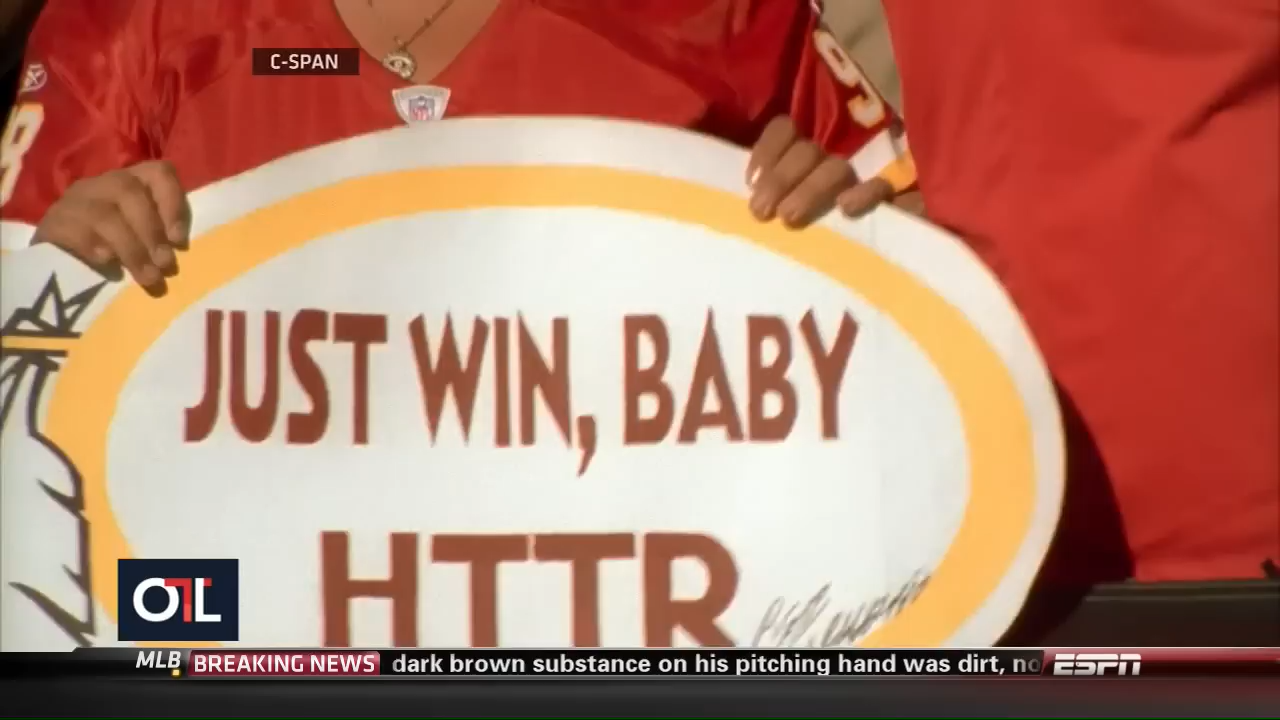 C-SPAN
NFL
JUST WIN, BABY
HTTR
OTL
MLB BREAKING NEWS dark brown substance on his pitching hand was dirt, no ESPN